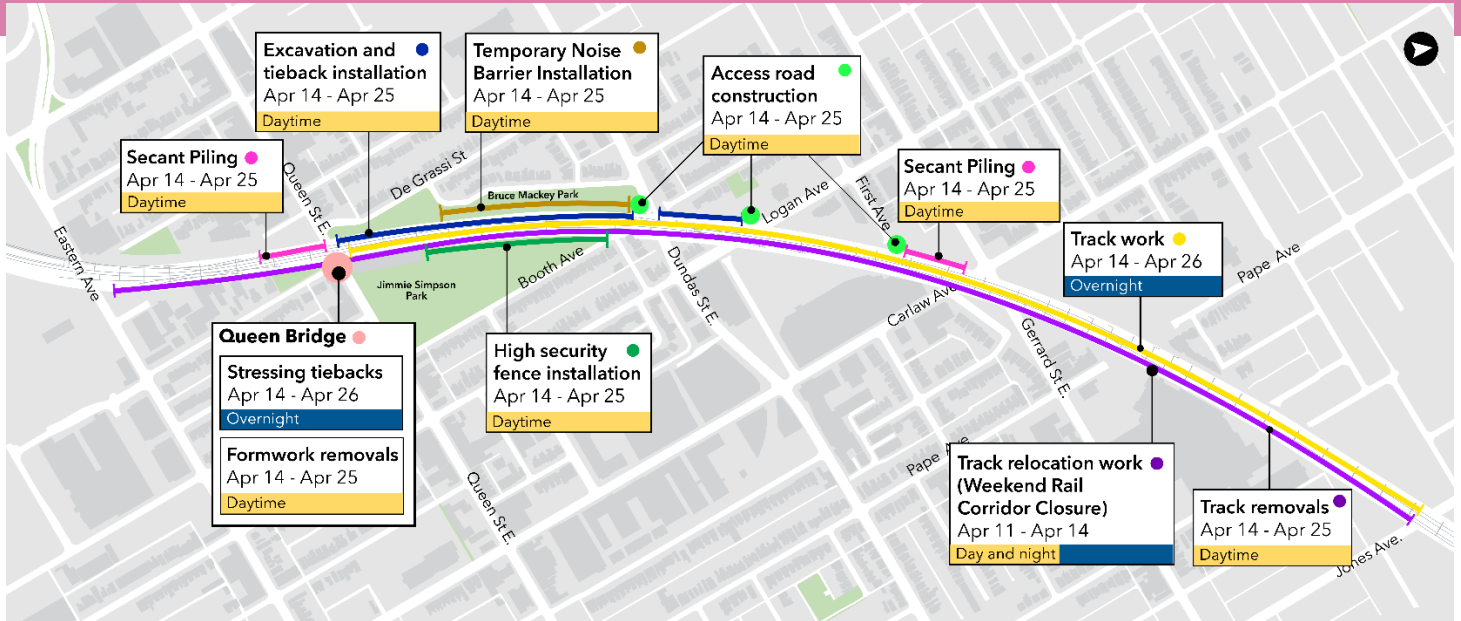 Excavation and
tieback installation
Apr 14 - Apr 25
Daytime
Temporary Noise
Barrier Installation
Apr 14 - Apr 25
Daytime
Access road
construction
Apr 14 - Apr 25
Daytime
Secant Piling
Apr 14 - Apr 25
Daytime
Secant Piling
Apr 14 - Apr 25
Daytime
Track work
Apr 14 - Apr 26
Overnight
Queen St E.
De Grassi St
Bruce Mackey Park
Logan Ave
First Ave
Pape Ave
Eastern Ave
Jimmie Simpson
Park
Booth Ave
Dundas St E.
Carlaw Ave
Gerrard St E.
Queen Bridge
Stressing tiebacks
Apr 14 - Apr 26
Overnight
Formwork removals
Apr 14 - Apr 25
Daytime
High security
fence installation
Apr 14 - Apr 25
Daytime
Queen St E.
Pape Ave
Track relocation work
(Weekend Rail
Corridor Closure)
Apr 11 - Apr 14
Day and night
Track removals
Apr 14 - Apr 25
Daytime
Jones Ave.